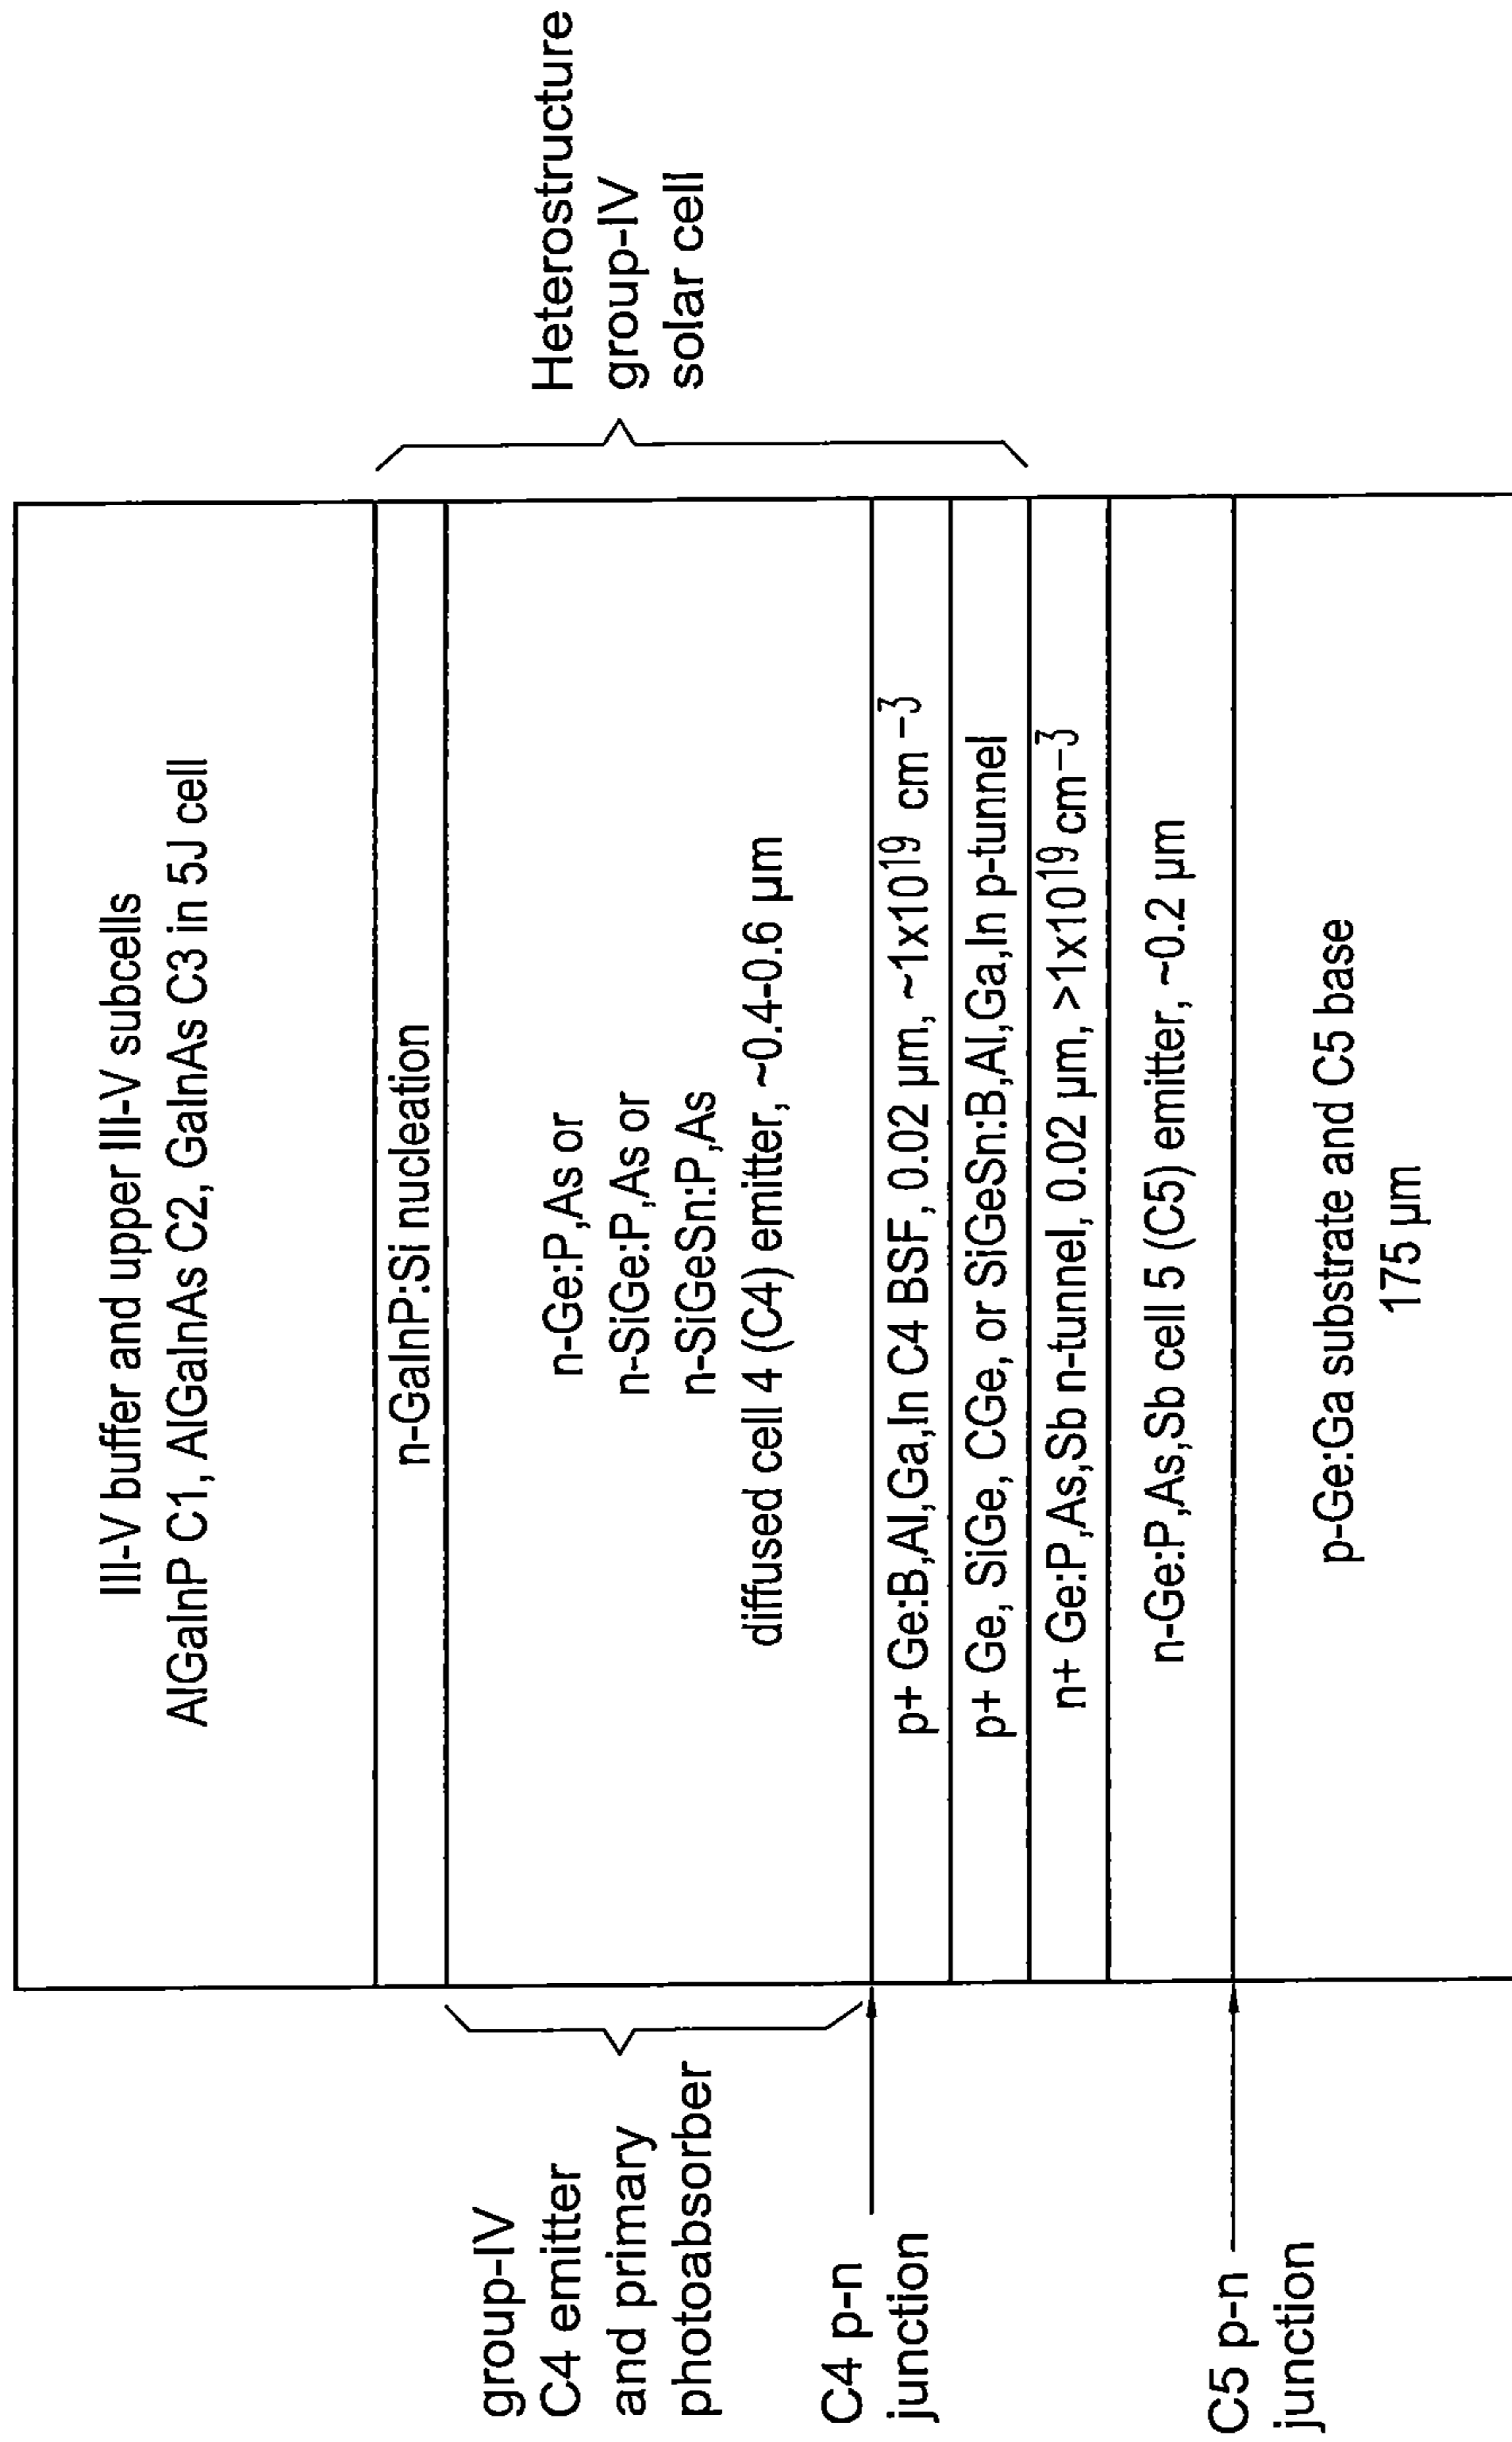 III-V buffer and upper III-V subcells
AlGaInP C1, AlGaInAs C2, GaInAs C3 in 5J cell
n-GaInP:Si nucleation
n-Ge:P,As or
n-SiGe:P,As or
n-SiGeSn:P,As
diffused cell 4 (C4) emitter, ~0.4-0.6 µm
p+ Ge:B,Al,Ga,In C4 BSF, 0.02 µm, ~1x10¹⁹ cm⁻³
p+ Ge, SiGe, CGe, or SiGeSn:B,Al,Ga,In p-tunnel
n+ Ge:P,As,Sb n-tunnel, 0.02 µm, >1x10¹⁹ cm⁻³
n-Ge:P,As,Sb cell 5 (C5) emitter, ~0.2 µm
p-Ge:Ga substrate and C5 base
175 µm
group-IV
C4 emitter
and primary
photoabsorber
C4 p-n
junction
C5 p-n
junction
Heterostructure
group-IV
solar cell